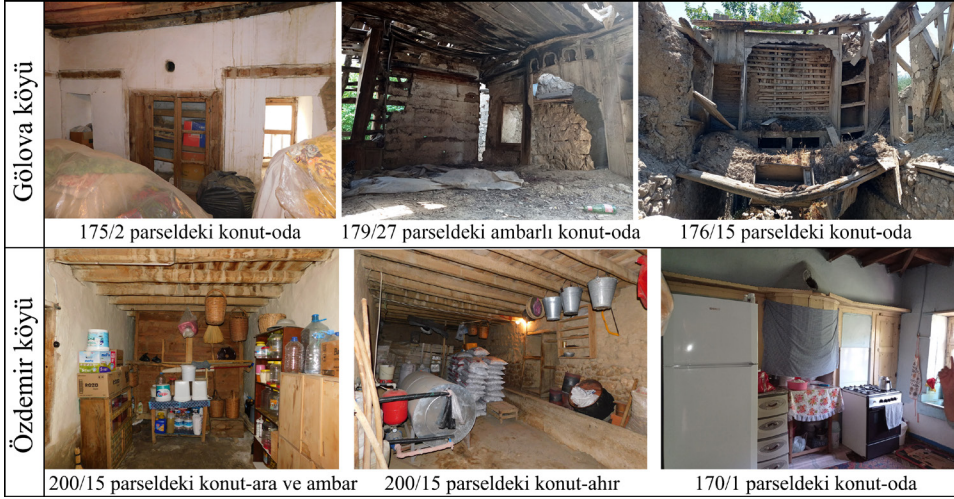 Gölova köyü
175/2 parseldeki konut-oda
179/27 parseldeki ambarlı konut-oda
176/15 parseldeki konut-oda
Özdemir köyü
200/15 parseldeki konut-ara ve ambar
200/15 parseldeki konut-ahır
170/1 parseldeki konut-oda